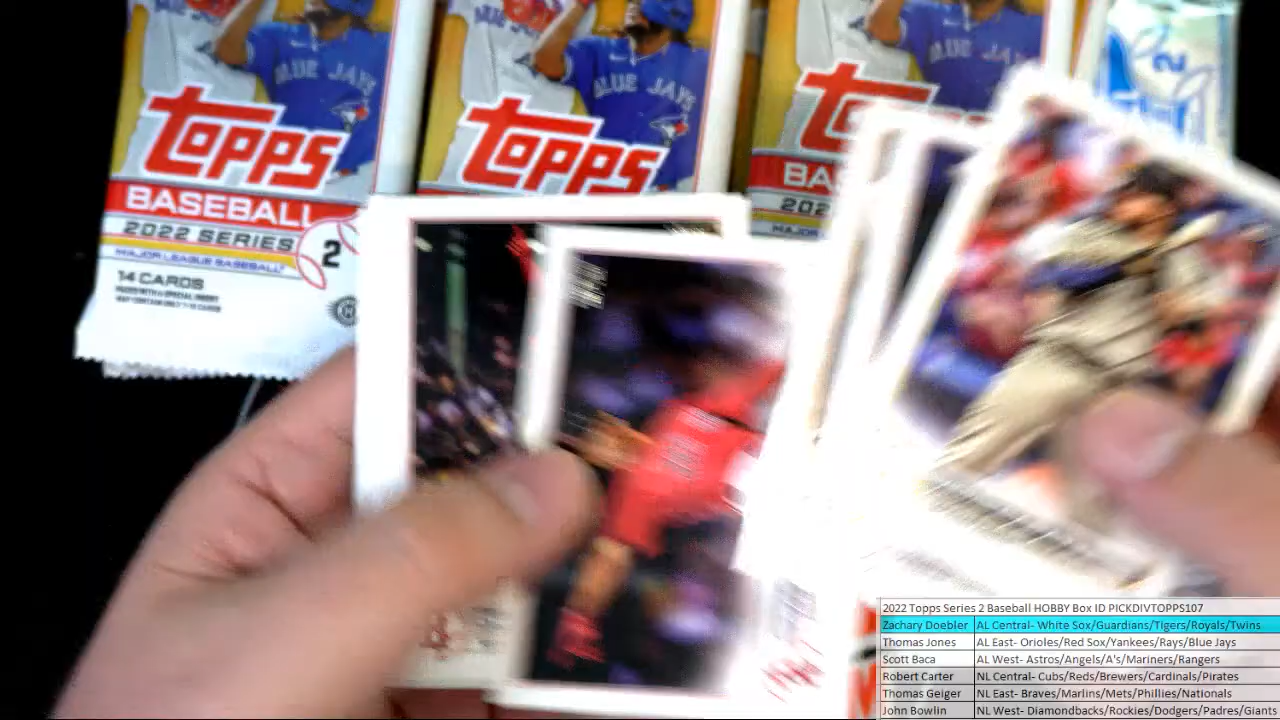 BLUE JAYS
BLUE JAYS
BLUE JAYS
TOPPS
TOPPS
BASEBALL
2022 SERIES 2
MAJOR LEAGUE BASEBALL
14 CARDS
BA
202
MAJOR
2
2022 Topps Series 2 Baseball HOBBY Box ID PICKDIVTOPPS107
Zachary Doebler AL Central- White Sox/Guardians/Tigers/Royals/Twins
Thomas Jones AL East- Orioles/Red Sox/Yankees/Rays/Blue Jays
Scott Baca AL West- Astros/Angels/A's/Mariners/Rangers
Robert Carter NL Central- Cubs/Reds/Brewers/Cardinals/Pirates
Thomas Geiger NL East- Braves/Marlins/Mets/Phillies/Nationals
John Bowlin NL West- Diamondbacks/Rockies/Dodgers/Padres/Giants